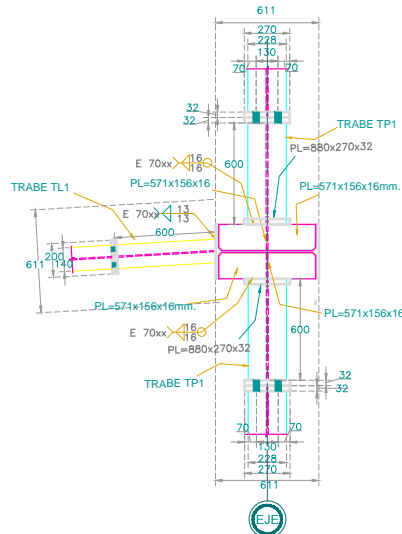 611
270
228
130
70 70
32
32
TRABE TP1
PL=880x270x32
E 70xx 16
16
600
PL=571x156x16
PL=571x156x16mm.
TRABE TL1
E 70xx 13
13
600
200
140
611
PL=571x156x16mm.
PL=571x156x16
600
E 70xx 16
16
PL=880x270x32
TRABE TP1
32
32
70 70
130
228
270
611
EJE